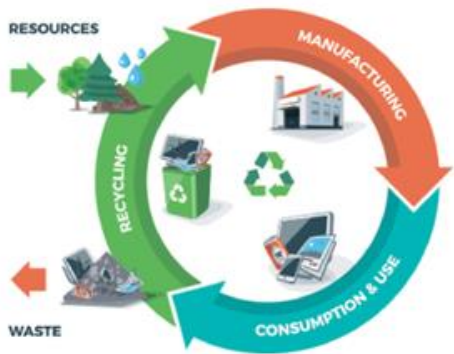 RESOURCES
MANUFACTURING
RECYCLING
CONSUMPTION & USE
WASTE